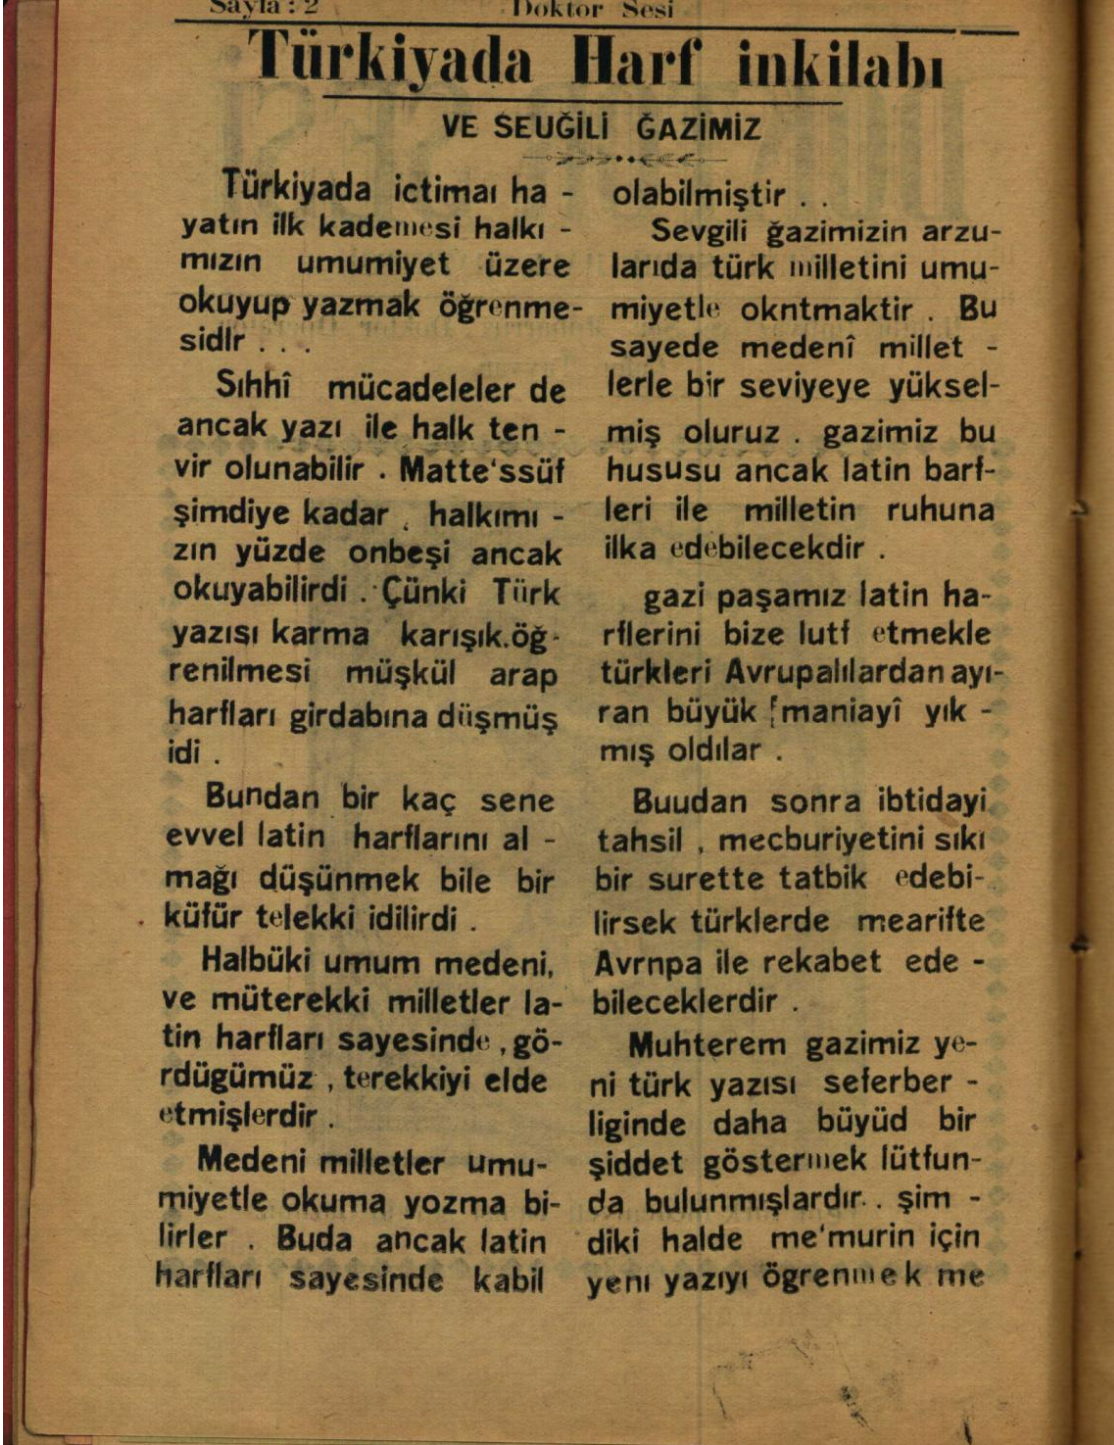 Sayfa : 2
Doktor Sesi
Türkiyada Harf inkilabı
VE SEUĞİLİ ĞAZİMİZ
Türkiyada ictimaı ha -
yatın ilk kademesi halkı -
mızın umumiyet üzere
okuyup yazmak öğrenme-
sidIr . . .
Sıhhî mücadeleler de
ancak yazı ile halk ten -
vir olunabilir . Matte'ssüf
şimdiye kadar , halkımı -
zın yüzde onbeşi ancak
okuyabilirdi . Çünki Türk
yazısı karma karışık.öğ-
renilmesi müşkül arap
harfları girdabına düşmüş
idi .
Bundan bir kaç sene
evvel latin harflarını al -
mağı düşünmek bile bir
küfür telekki idilirdi .
Halbüki umum medeni,
ve müterekki milletler la-
tin harfları sayesinde , gö-
rdügümüz , terekkiyi elde
etmişlerdir .
Medeni milletler umu-
miyetle okuma yozma bi-
lirler . Buda ancak latin
harfları sayesinde kabil
olabilmiştir . .
Sevgili ğazimizin arzu-
larıda türk milletini umu-
miyetle okntmaktir . Bu
sayede medenî millet -
lerle bir seviyeye yüksel-
miş oluruz . gazimiz bu
hususu ancak latin barf-
leri ile milletin ruhuna
ilka edebilecekdir .
gazi paşamız latin ha-
rflerini bize lutf etmekle
türkleri Avrupalılardan ayı-
ran büyük [maniayî yık -
mış oldılar .
Buudan sonra ibtidayi
tahsil , mecburiyetini sıkı
bir surette tatbik edebi-
lirsek türklerde mearifte
Avrnpa ile rekabet ede -
bileceklerdir .
Muhterem gazimiz ye-
ni türk yazısı seferber -
liginde daha büyüd bir
şiddet göstermek lütfun-
da bulunmışlardır . . şim -
diki halde me'murin için
yenı yazıyı ögrenmek me